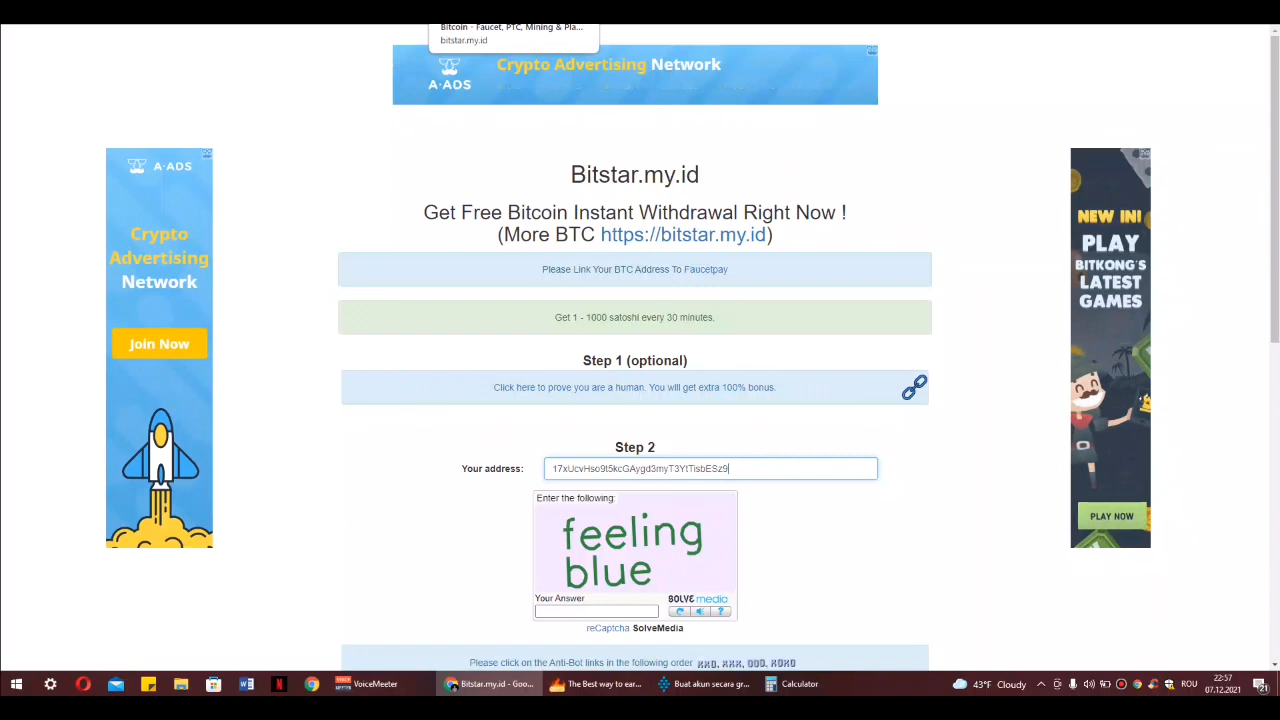 Bitcoin - Faucet, PTC, Mining & Pla...
bitstar.my.id
A-ADS
Crypto Advertising Network
A-ADS
Crypto
Advertising
Network
Join Now
NEW IN!
PLAY
BITKONG'S
LATEST
GAMES
PLAY NOW
Bitstar.my.id
Get Free Bitcoin Instant Withdrawal Right Now !
(More BTC https://bitstar.my.id)
Please Link Your BTC Address To Faucetpay
Get 1 - 1000 satoshi every 30 minutes.
Step 1 (optional)
Click here to prove you are a human. You will get extra 100% bonus.
Step 2
Your address: 17xUcvHso9t5kcGAygd3myT3YtTisbESz9
Enter the following:
feeling
blue
Your Answer
SOLVE media
reCaptcha SolveMedia
Please click on the Anti-Bot links in the following order
VoiceMeeter
Bitstar.my.id - Goo...
The Best way to ear...
Buat akun secara gr...
Calculator
43°F Cloudy
ROU
22:57
07.12.2021
21